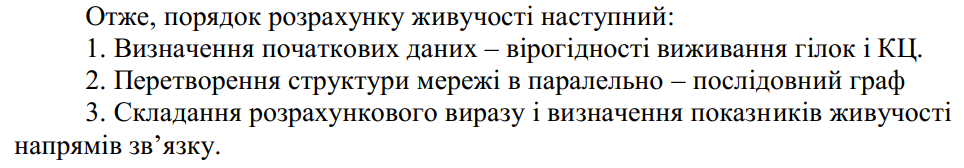 Отже, порядок розрахунку живучості наступний:
1. Визначення початкових даних – вірогідності виживання гілок і КЦ.
2. Перетворення структури мережі в паралельно – послідовний граф
3. Складання розрахункового виразу і визначення показників живучості
напрямів зв’язку.